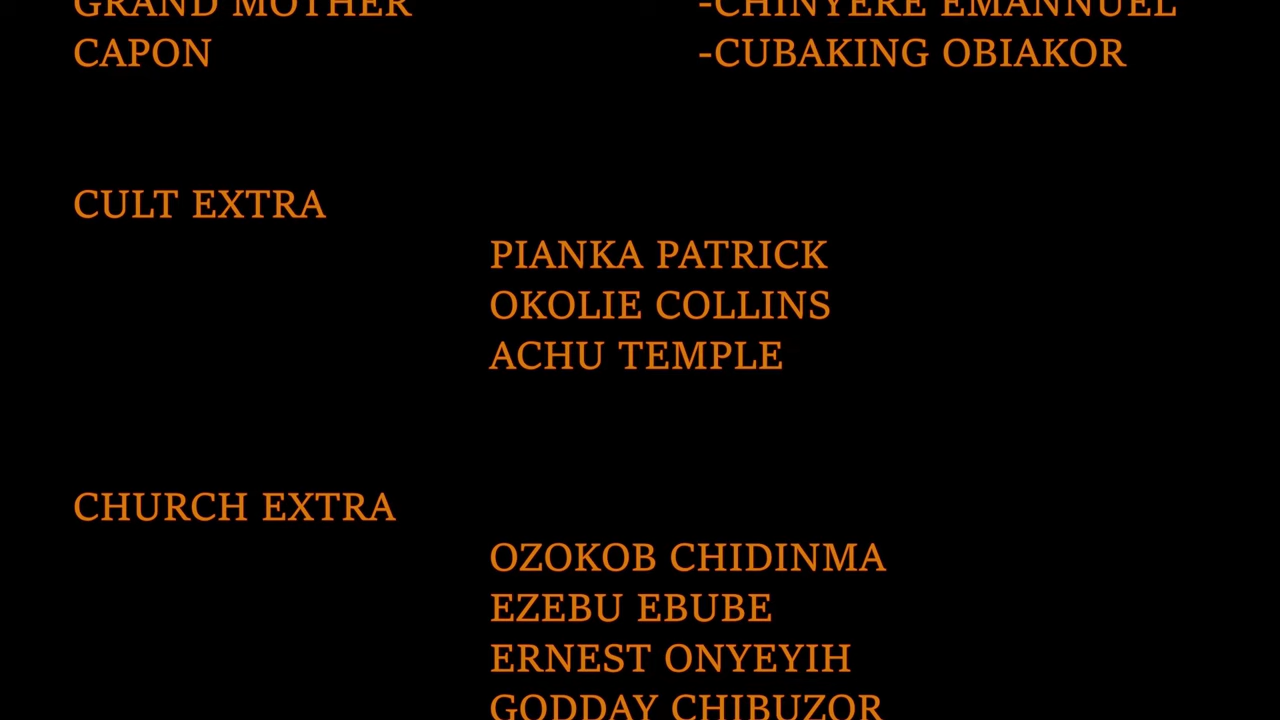 GRAND MOTHER -CHINYERE EMANNUEL
CAPON -CUBAKING OBIAKOR
CULT EXTRA
PIANKA PATRICK
OKOLIE COLLINS
ACHU TEMPLE
CHURCH EXTRA
OZOKOB CHIDINMA
EZEBU EBUBE
ERNEST ONYEYIH
GODDAY CHIBUZOR